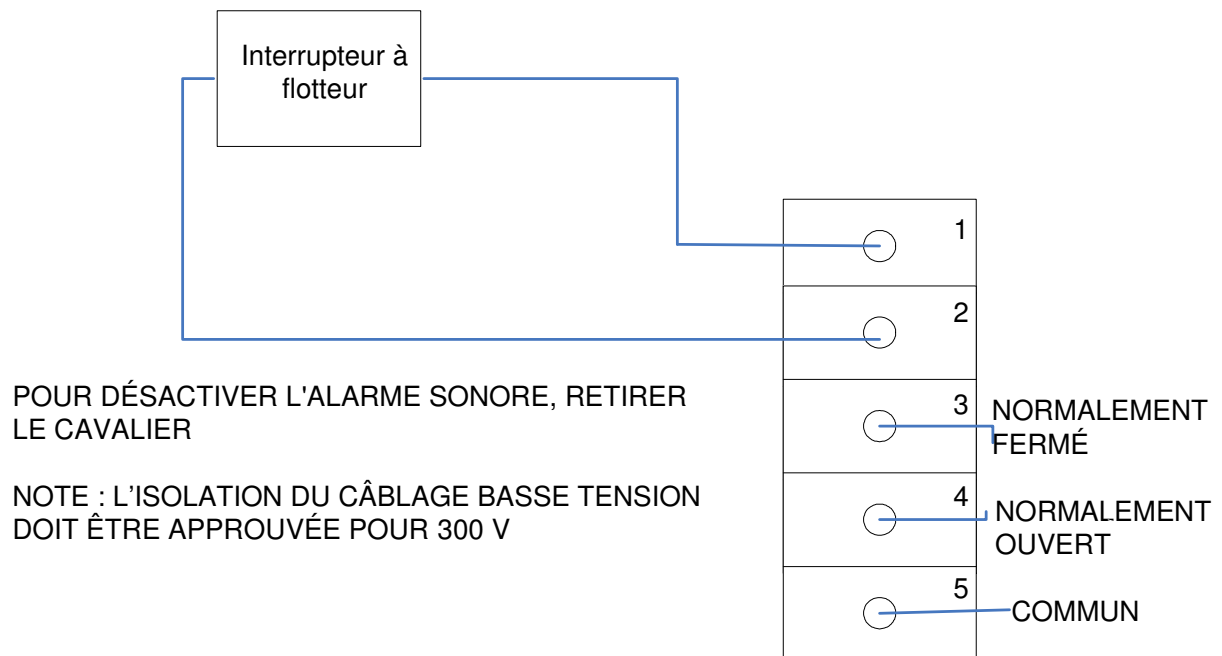 Interrupteur à
flotteur
1
2
POUR DÉSACTIVER L'ALARME SONORE, RETIRER
LE CAVALIER
3
NORMALEMENT
FERMÉ
NOTE : L’ISOLATION DU CÂBLAGE BASSE TENSION
DOIT ÊTRE APPROUVÉE POUR 300 V
4
NORMALEMENT
OUVERT
5
COMMUN